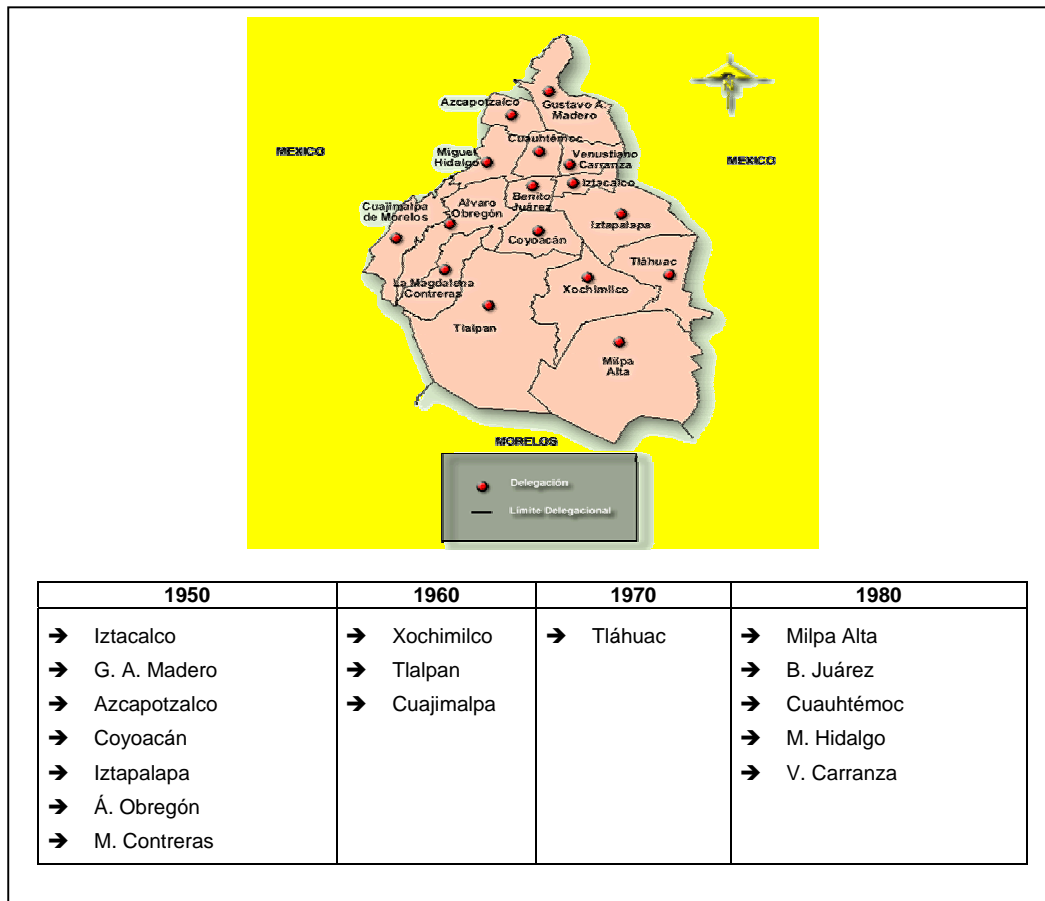 Azcapotzalco
Gustavo A.
Madero
Cuauhtémoc
MEXICO
Miguel
Hidalgo
Venustiano
Carranza
MEXICO
Iztacalco
Benito
Juárez
Cuajimalpa
de Morelos
Alvaro
Obregón
Iztapalapa
Coyoacán
Tláhuac
La Magdalena
Contreras
Xochimilco
Tlalpan
Milpa
Alta
MORELOS
Delegación
Límite Delegacional
1950 1960 1970 1980
➔ Iztacalco ➔ Xochimilco ➔ Tláhuac ➔ Milpa Alta
➔ G. A. Madero ➔ Tlalpan ➔ B. Juárez
➔ Azcapotzalco ➔ Cuajimalpa ➔ Cuauhtémoc
➔ Coyoacán ➔ M. Hidalgo
➔ Iztapalapa ➔ V. Carranza
➔ Á. Obregón
➔ M. Contreras